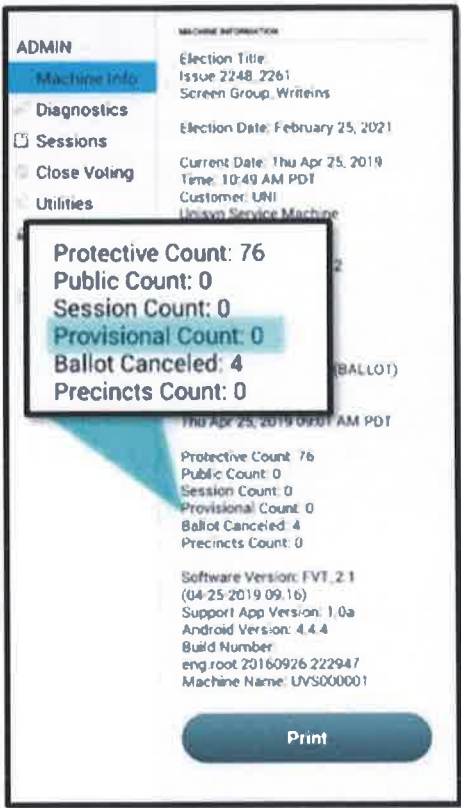 MACHINE INFORMATION
ADMIN
Machine Info
Diagnostics
Sessions
Close Voting
Utilities
Election Title:
Issue 2248_2261
Screen Group, Writeins
Election Date: February 25, 2021
Current Date: Thu Apr 25, 2019
Time: 10:49 AM PDT
Customer: UNI
Unisyn Service Machine
2
Protective Count: 76
Public Count: 0
Session Count: 0
Provisional Count: 0
Ballot Canceled: 4
Precincts Count: 0
(BALLOT)
Thu Apr 25, 2019 09:01 AM PDT
Protective Count: 76
Public Count: 0
Session Count: 0
Provisional Count: 0
Ballot Canceled: 4
Precincts Count: 0
Software Version: FVT_2.1
(04-25-2019 09.16)
Support App Version: 1.0a
Android Version: 4.4.4
Build Number:
eng.root.20160926.222947
Machine Name: UVS000001
Print